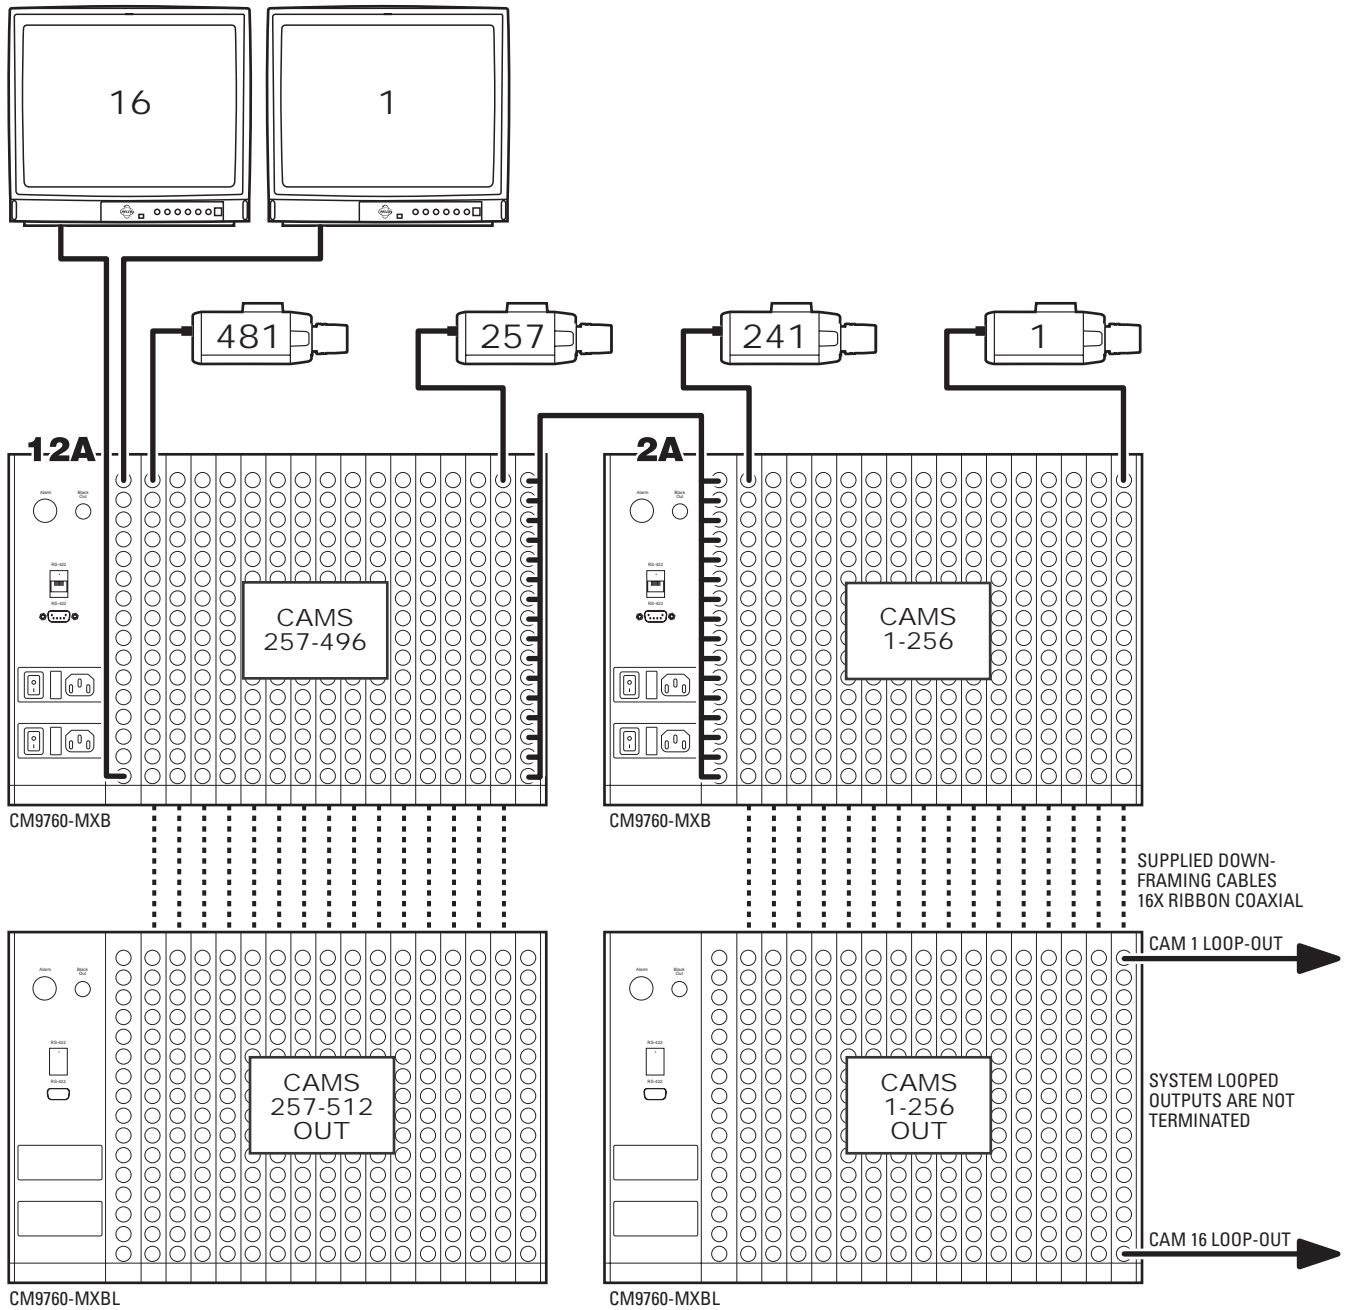 16
1
481
257
241
1
12A
2A
Alarm
Black
Out
RS-422
RS-422
CAMS
257-496
Alarm
Black
Out
RS-422
RS-422
CAMS
1-256
CM9760-MXB
CM9760-MXB
SUPPLIED DOWN-
FRAMING CABLES
16X RIBBON COAXIAL
CAM 1 LOOP-OUT
Alarm
Black
Out
RS-422
RS-422
CAMS
257-512
OUT
Alarm
Black
Out
RS-422
RS-422
CAMS
1-256
OUT
SYSTEM LOOPED
OUTPUTS ARE NOT
TERMINATED
CAM 16 LOOP-OUT
CM9760-MXBL
CM9760-MXBL